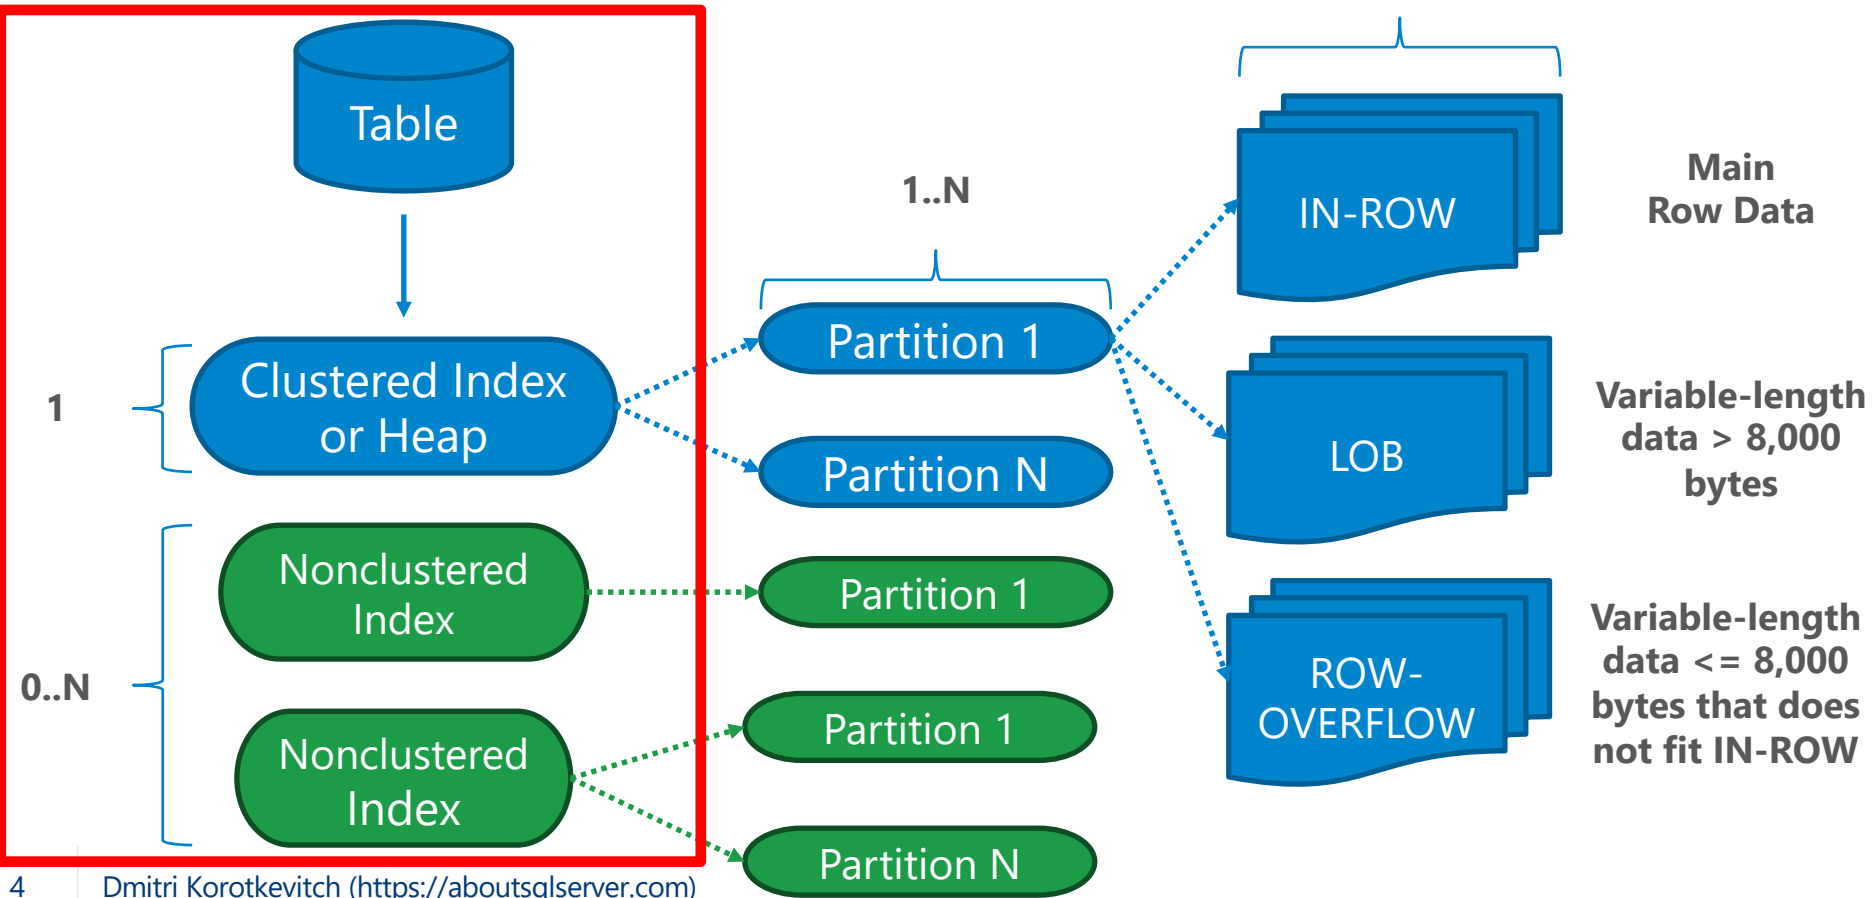 Table
1
Clustered Index
or Heap
0..N
Nonclustered
Index
Nonclustered
Index
1..N
Partition 1
Partition N
Partition 1
Partition 1
Partition N
IN-ROW
Main
Row Data
LOB
Variable-length
data > 8,000
bytes
ROW-
OVERFLOW
Variable-length
data <= 8,000
bytes that does
not fit IN-ROW
4
Dmitri Korotkevitch (https://aboutsqlserver.com)